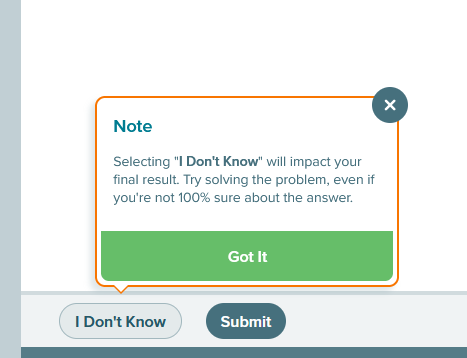 Note
Selecting "I Don't Know" will impact your
final result. Try solving the problem, even if
you're not 100% sure about the answer.
Got It
I Don't Know
Submit